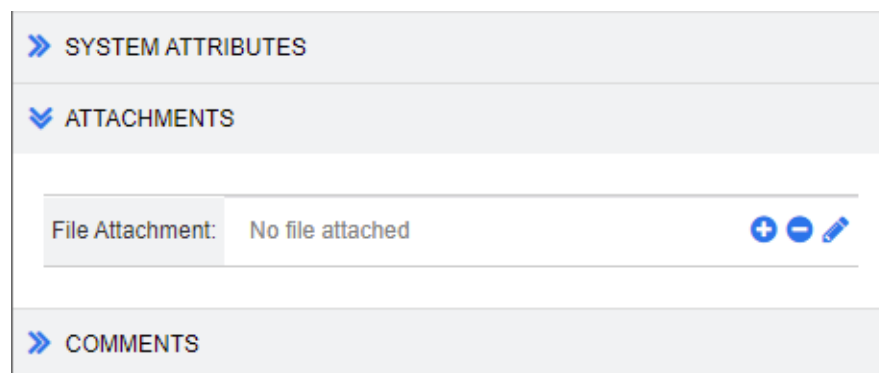 SYSTEM ATTRIBUTES
ATTACHMENTS
File Attachment: No file attached
COMMENTS